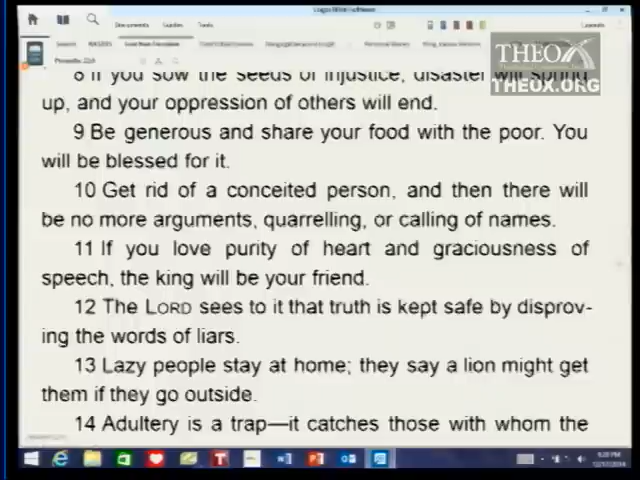 Logos Bible Software
Documents Guides Tools
Layouts
THEOX
THEOX.ORG
8 If you sow the seeds of injustice, disaster will spring
up, and your oppression of others will end.
9 Be generous and share your food with the poor. You
will be blessed for it.
10 Get rid of a conceited person, and then there will
be no more arguments, quarrelling, or calling of names.
11 If you love purity of heart and graciousness of
speech, the king will be your friend.
12 The LORD sees to it that truth is kept safe by disprov-
ing the words of liars.
13 Lazy people stay at home; they say a lion might get
them if they go outside.
14 Adultery is a trap—it catches those with whom the